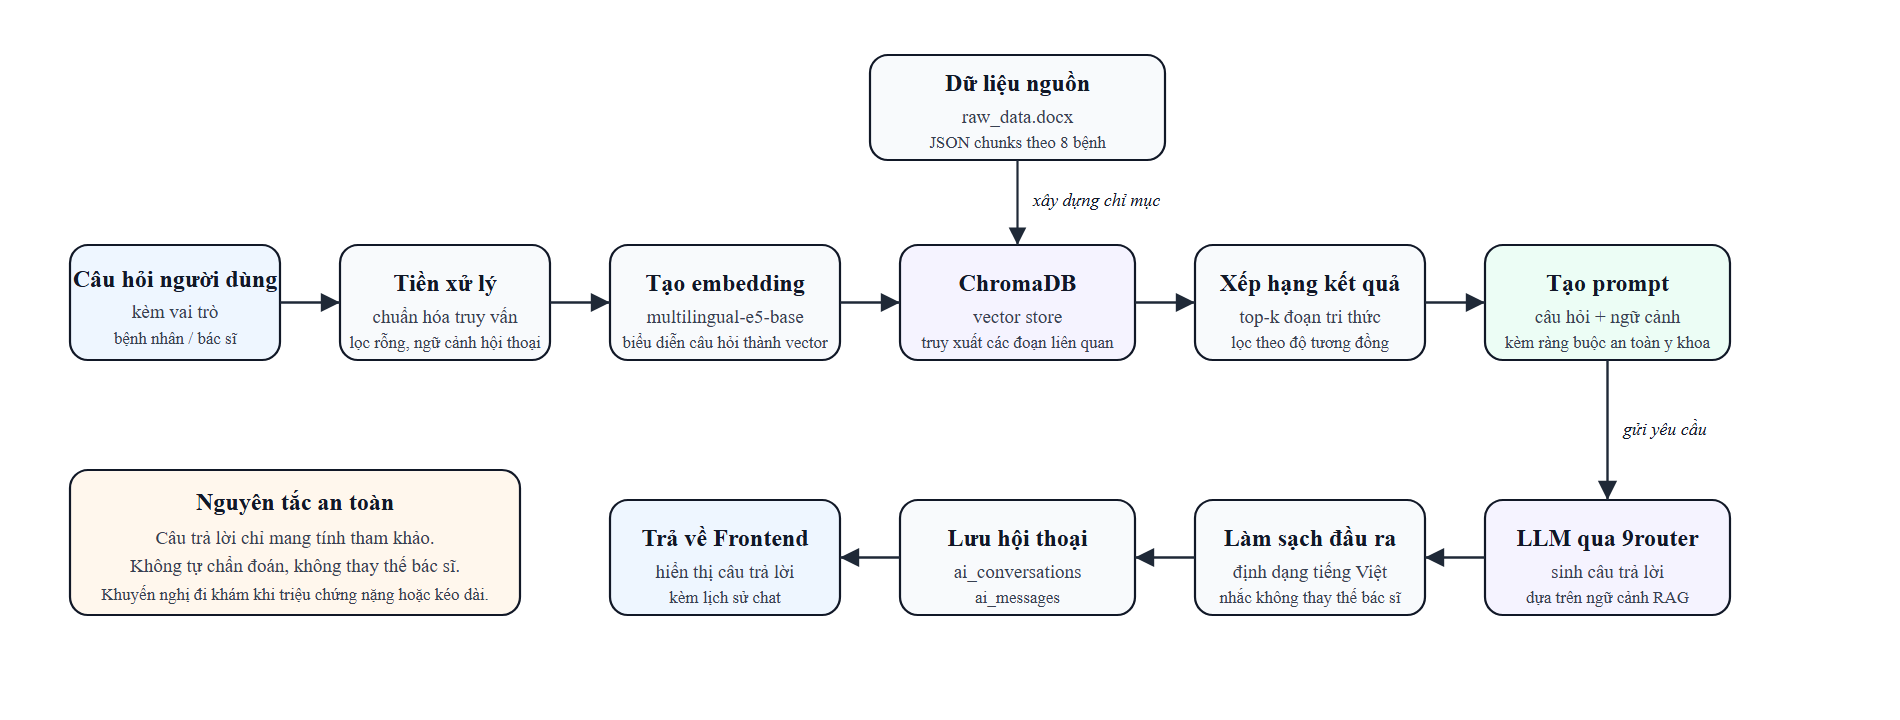 Dữ liệu nguồn
raw_data.docx
JSON chunks theo 8 bệnh
xây dựng chỉ mục
Câu hỏi người dùng
kèm vai trò
bệnh nhân / bác sĩ
Tiền xử lý
chuẩn hóa truy vấn
lọc rỗng, ngữ cảnh hội thoại
Tạo embedding
multilingual-e5-base
biểu diễn câu hỏi thành vector
ChromaDB
vector store
truy xuất các đoạn liên quan
Xếp hạng kết quả
top-k đoạn tri thức
lọc theo độ tương đồng
Tạo prompt
câu hỏi + ngữ cảnh
kèm ràng buộc an toàn y khoa
gửi yêu cầu
Nguyên tắc an toàn
Câu trả lời chỉ mang tính tham khảo.
Không tự chẩn đoán, không thay thế bác sĩ.
Khuyến nghị đi khám khi triệu chứng nặng hoặc kéo dài.
Trả về Frontend
hiển thị câu trả lời
kèm lịch sử chat
Lưu hội thoại
ai_conversations
ai_messages
Làm sạch đầu ra
định dạng tiếng Việt
nhắc không thay thế bác sĩ
LLM qua 9router
sinh câu trả lời
dựa trên ngữ cảnh RAG